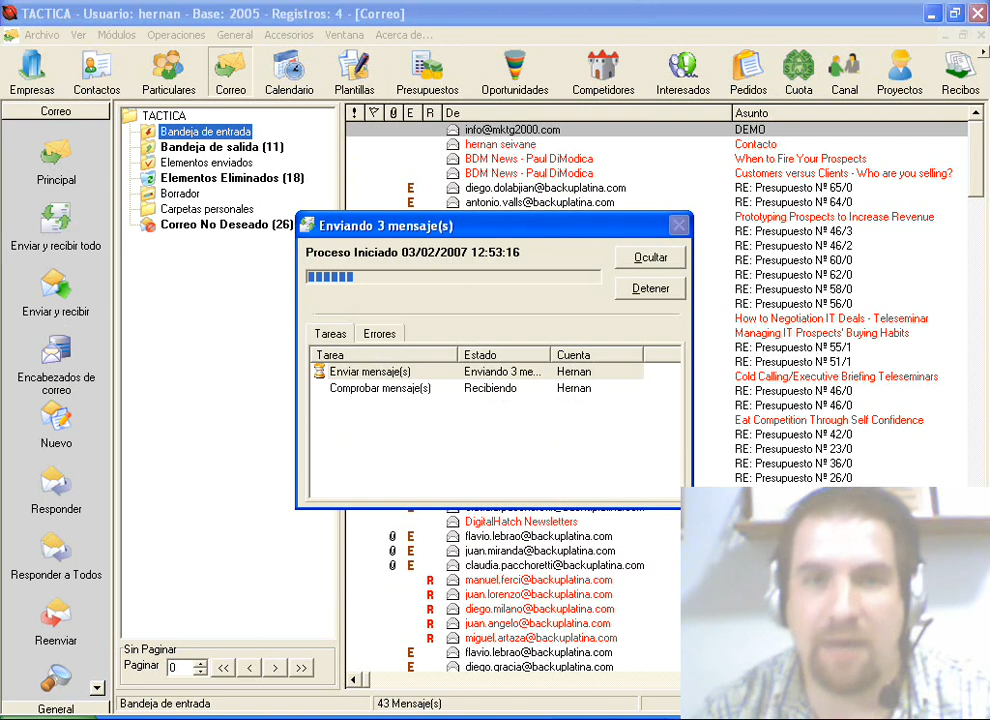 TACTICA - Usuario: hernan - Base: 2005 - Registros: 4 - [Correo]
Archivo Ver Módulos Operaciones General Accesorios Ventana Acerca de...
Empresas Contactos Particulares Correo Calendario Plantillas Presupuestos Oportunidades Competidores Interesados Pedidos Cuota Canal Proyectos Recibos
Correo
Principal
Enviar y recibir todo
Enviar y recibir
Encabezados de
correo
Nuevo
Responder
Responder a Todos
Reenviar
General
TACTICA
Bandeja de entrada
Bandeja de salida (11)
Elementos enviados
Elementos Eliminados (18)
Borrador
Carpetas personales
Correo No Deseado (26)
Sin Paginar
Paginar 0 << < > >>
! E R De Asunto
info@mktg2000.com DEMO
hernan seivane Contacto
BDM News - Paul DiModica When to Fire Your Prospects
BDM News - Paul DiModica Customers versus Clients - Who are you selling?
E diego.dolabjian@backuplatina.com RE: Presupuesto Nº 65/0
E antonio.valls@backuplatina.com RE: Presupuesto Nº 64/0
Prototyping Prospects to Increase Revenue
RE: Presupuesto Nº 46/3
RE: Presupuesto Nº 46/2
RE: Presupuesto Nº 60/0
RE: Presupuesto Nº 62/0
RE: Presupuesto Nº 58/0
RE: Presupuesto Nº 56/0
How to Negotiation IT Deals - Teleseminar
Managing IT Prospects' Buying Habits
RE: Presupuesto Nº 55/1
RE: Presupuesto Nº 51/1
Cold Calling/Executive Briefing Teleseminars
RE: Presupuesto Nº 46/0
RE: Presupuesto Nº 46/0
Eat Competition Through Self Confidence
RE: Presupuesto Nº 42/0
RE: Presupuesto Nº 23/0
RE: Presupuesto Nº 36/0
RE: Presupuesto Nº 26/0
Enviando 3 mensaje(s)
Proceso Iniciado 03/02/2007 12:53:16
Ocultar
Detener
Tareas Errores
Tarea Estado Cuenta
Enviar mensaje(s) Enviando 3 me... Hernan
Comprobar mensaje(s) Recibiendo Hernan
DigitalHatch Newsletters
E flavio.lebrao@backuplatina.com
E juan.miranda@backuplatina.com
E claudia.pacchoretti@backuplatina.com
R manuel.ferci@backuplatina.com
R juan.lorenzo@backuplatina.com
R diego.milano@backuplatina.com
R juan.angelo@backuplatina.com
R miguel.artaza@backuplatina.com
E flavio.lebrao@backuplatina.com
E diego.gracia@backuplatina.com
Bandeja de entrada 43 Mensaje(s)